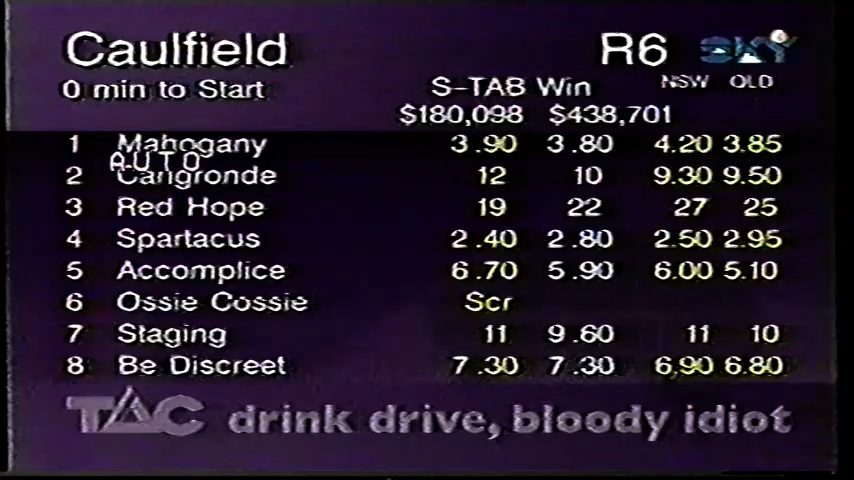 Caulfield R6 SKY
0 min to Start S-TAB Win NSW QLD
$180,098 $438,701
1 Mahogany 3.90 3.80 4.20 3.85
AUTO
2 Cangronde 12 10 9.30 9.50
3 Red Hope 19 22 27 25
4 Spartacus 2.40 2.80 2.50 2.95
5 Accomplice 6.70 5.90 6.00 5.10
6 Ossie Cossie Scr
7 Staging 11 9.60 11 10
8 Be Discreet 7.30 7.30 6.90 6.80
TAC drink drive, bloody idiot